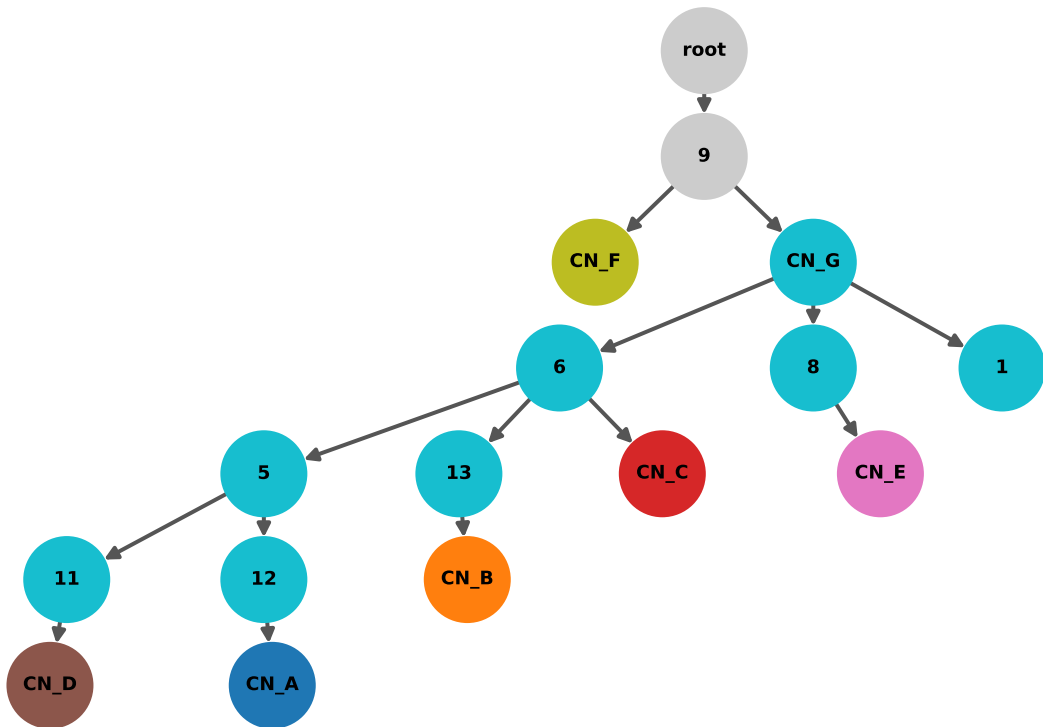 root
9
CN_F
CN_G
6
8
1
5
13
CN_C
CN_E
11
12
CN_B
CN_D
CN_A